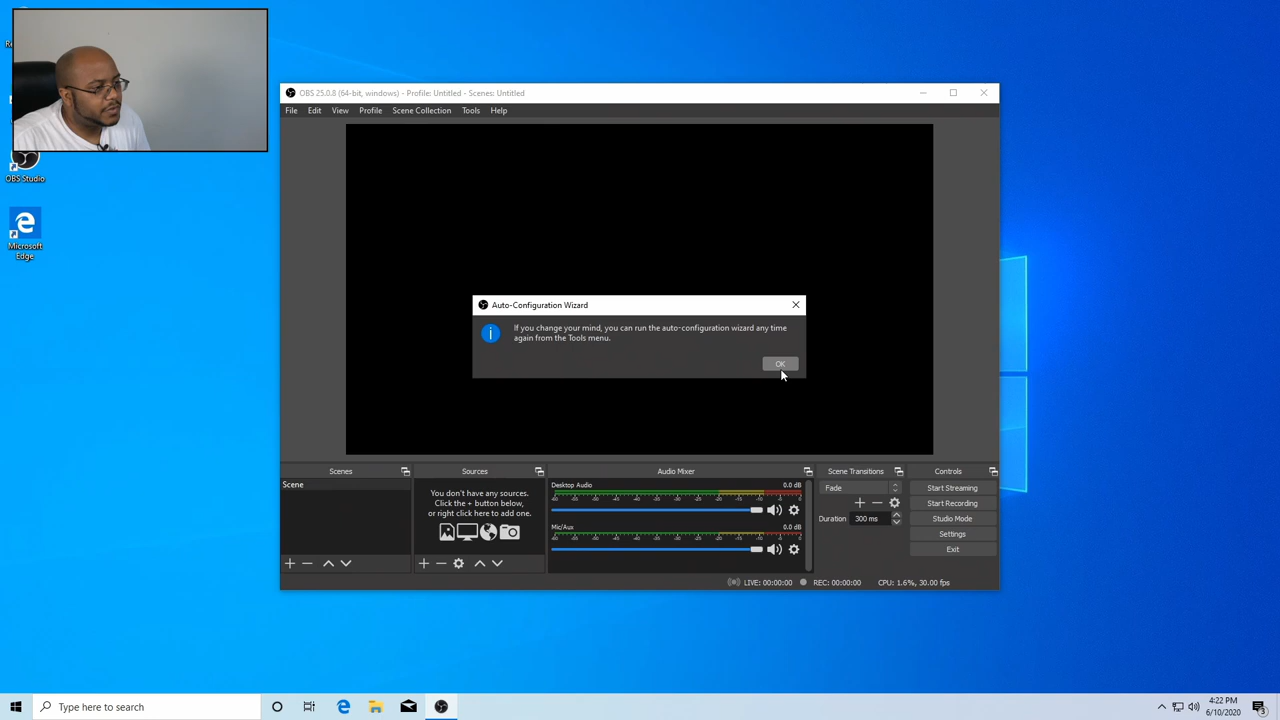 OBS 25.0.8 (64-bit, windows) - Profile: Untitled - Scenes: Untitled
File Edit View Profile Scene Collection Tools Help
OBS Studio
Microsoft
Edge
Auto-Configuration Wizard
If you change your mind, you can run the auto-configuration wizard any time
again from the Tools menu.
OK
Scenes
Scene
Sources
You don't have any sources.
Click the + button below,
or right click here to add one.
Audio Mixer
Desktop Audio 0.0 dB
Mic/Aux 0.0 dB
Scene Transitions
Fade
Duration 300 ms
Controls
Start Streaming
Start Recording
Studio Mode
Settings
Exit
LIVE: 00:00:00 REC: 00:00:00 CPU: 1.6%, 30.00 fps
Type here to search
4:22 PM
6/10/2020
3